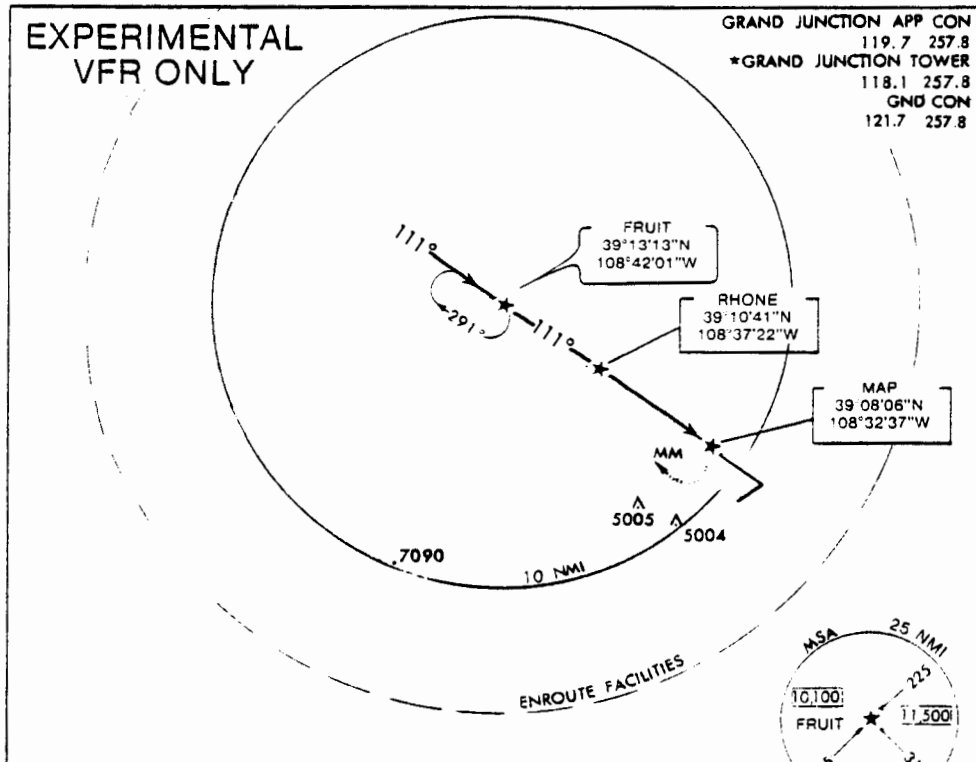 EXPERIMENTAL
VFR ONLY
GRAND JUNCTION APP CON
119.7 257.8
★GRAND JUNCTION TOWER
118.1 257.8
GND CON
121.7 257.8
111°
FRUIT
39°13'13"N
108°42'01"W
291°
111°
RHONE
39°10'41"N
108°37'22"W
MAP
39°08'06"N
108°32'37"W
MM
5005
5004
.7090
10 NMI
ENROUTE FACILITIES
MSA
25 NMI
225
10,100
FRUIT
11,500